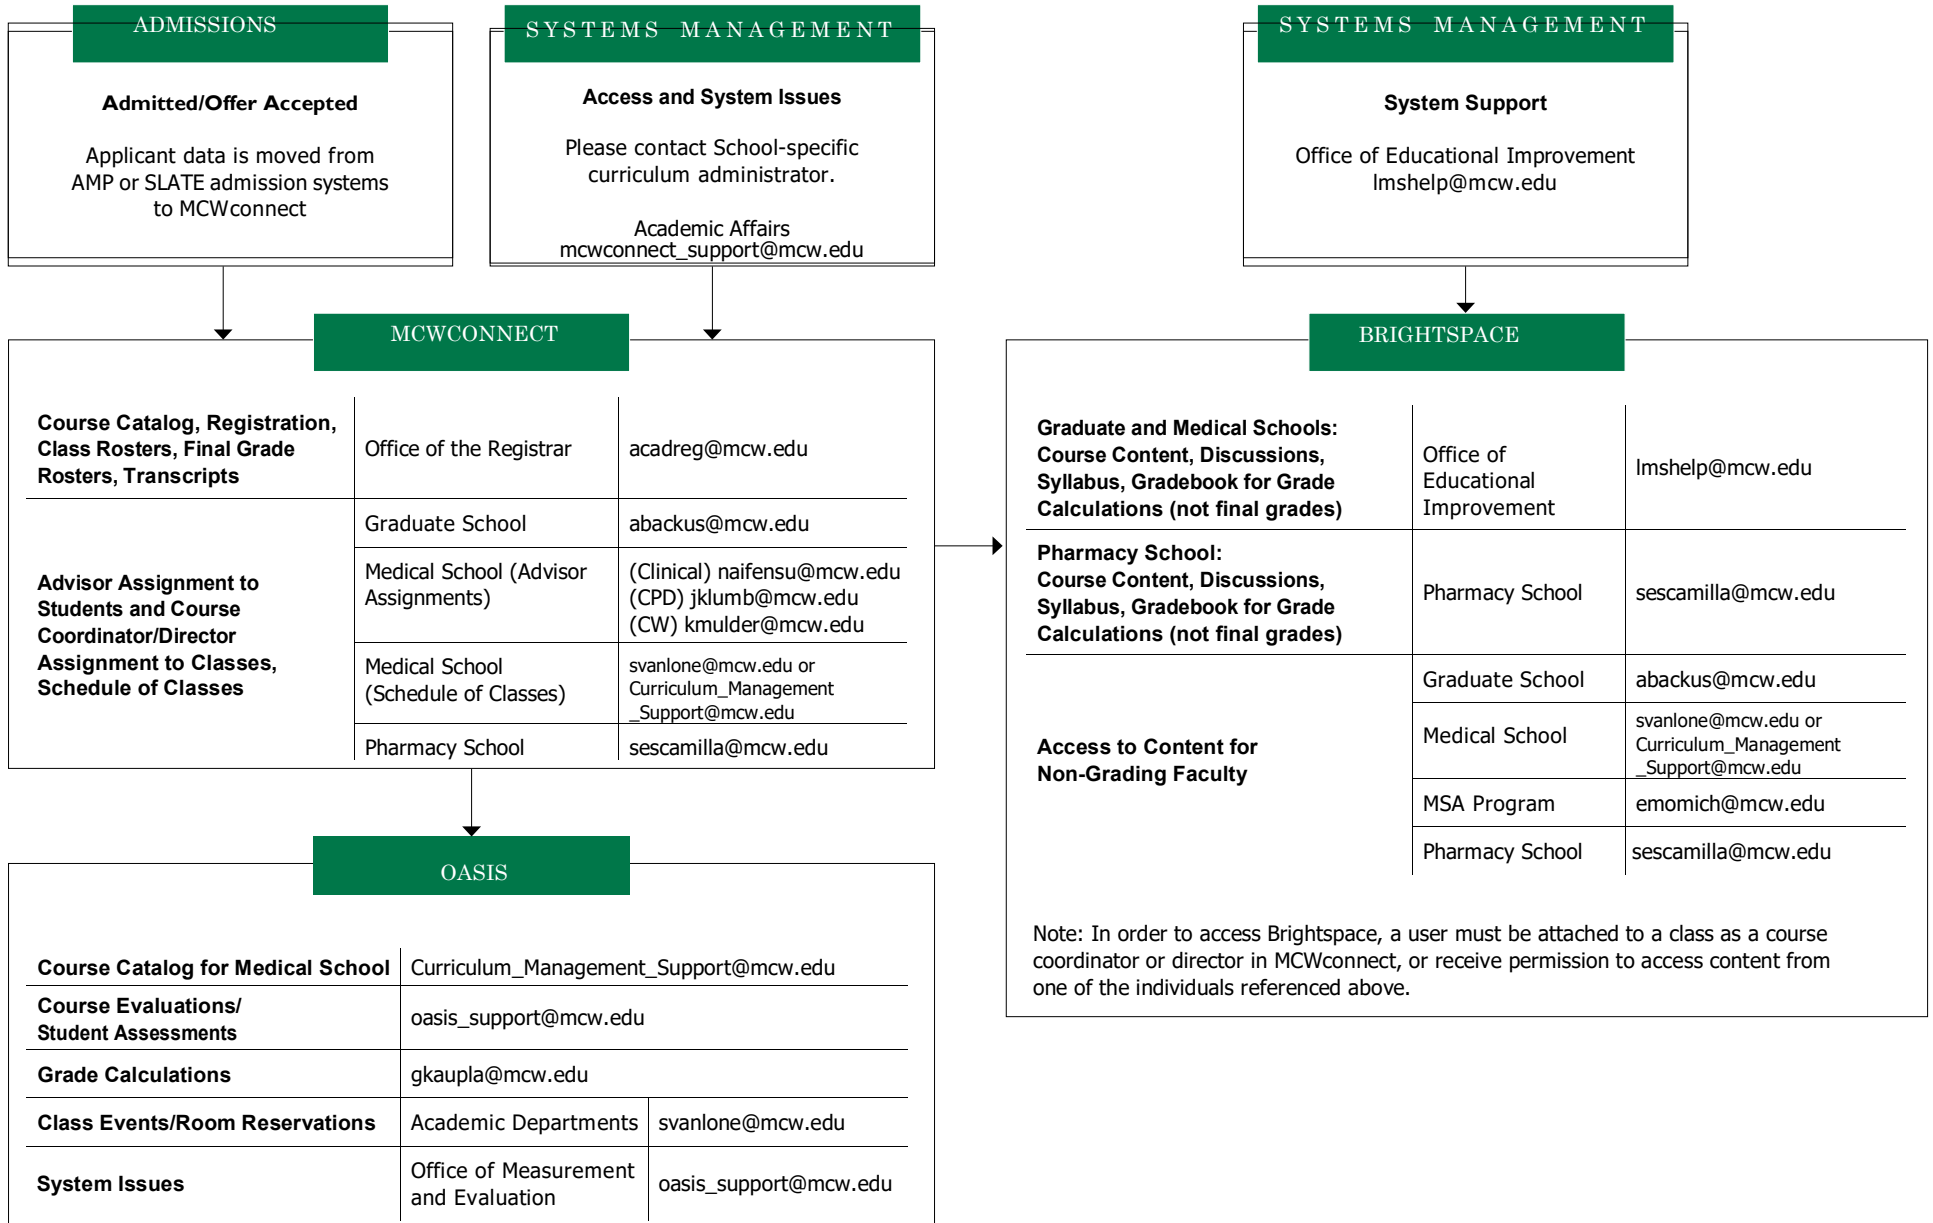 ADMISSIONS
Admitted/Offer Accepted
Applicant data is moved from
AMP or SLATE admission systems
to MCWconnect
SYSTEMS MANAGEMENT
Access and System Issues
Please contact School-specific
curriculum administrator.
Academic Affairs
mcwconnect_support@mcw.edu
SYSTEMS MANAGEMENT
System Support
Office of Educational Improvement
lmshelp@mcw.edu
MCWCONNECT
Course Catalog, Registration,
Class Rosters, Final Grade
Rosters, Transcripts
Office of the Registrar
acadreg@mcw.edu
Advisor Assignment to
Students and Course
Coordinator/Director
Assignment to Classes,
Schedule of Classes
Graduate School
abackus@mcw.edu
Medical School (Advisor
Assignments)
(Clinical) naifensu@mcw.edu
(CPD) jklumb@mcw.edu
(CW) kmulder@mcw.edu
Medical School
(Schedule of Classes)
svanlone@mcw.edu or
Curriculum_Management
_Support@mcw.edu
Pharmacy School
sescamilla@mcw.edu
BRIGHTSPACE
Graduate and Medical Schools:
Course Content, Discussions,
Syllabus, Gradebook for Grade
Calculations (not final grades)
Office of
Educational
Improvement
lmshelp@mcw.edu
Pharmacy School:
Course Content, Discussions,
Syllabus, Gradebook for Grade
Calculations (not final grades)
Pharmacy School
sescamilla@mcw.edu
Access to Content for
Non-Grading Faculty
Graduate School
abackus@mcw.edu
Medical School
svanlone@mcw.edu or
Curriculum_Management
_Support@mcw.edu
MSA Program
emomich@mcw.edu
Pharmacy School
sescamilla@mcw.edu
Note: In order to access Brightspace, a user must be attached to a class as a course
coordinator or director in MCWconnect, or receive permission to access content from
one of the individuals referenced above.
OASIS
Course Catalog for Medical School
Curriculum_Management_Support@mcw.edu
Course Evaluations/
Student Assessments
oasis_support@mcw.edu
Grade Calculations
gkaupla@mcw.edu
Class Events/Room Reservations
Academic Departments
svanlone@mcw.edu
System Issues
Office of Measurement
and Evaluation
oasis_support@mcw.edu